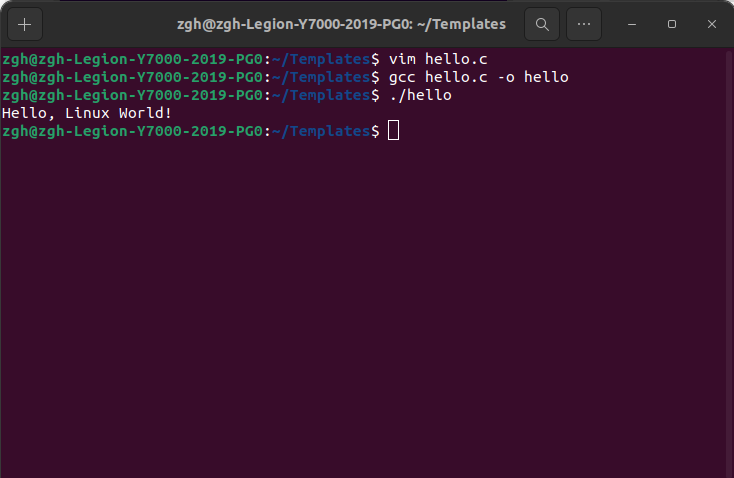 zgh@zgh-Legion-Y7000-2019-PG0: ~/Templates
zgh@zgh-Legion-Y7000-2019-PG0:~/Templates$ vim hello.c
zgh@zgh-Legion-Y7000-2019-PG0:~/Templates$ gcc hello.c -o hello
zgh@zgh-Legion-Y7000-2019-PG0:~/Templates$ ./hello
Hello, Linux World!
zgh@zgh-Legion-Y7000-2019-PG0:~/Templates$